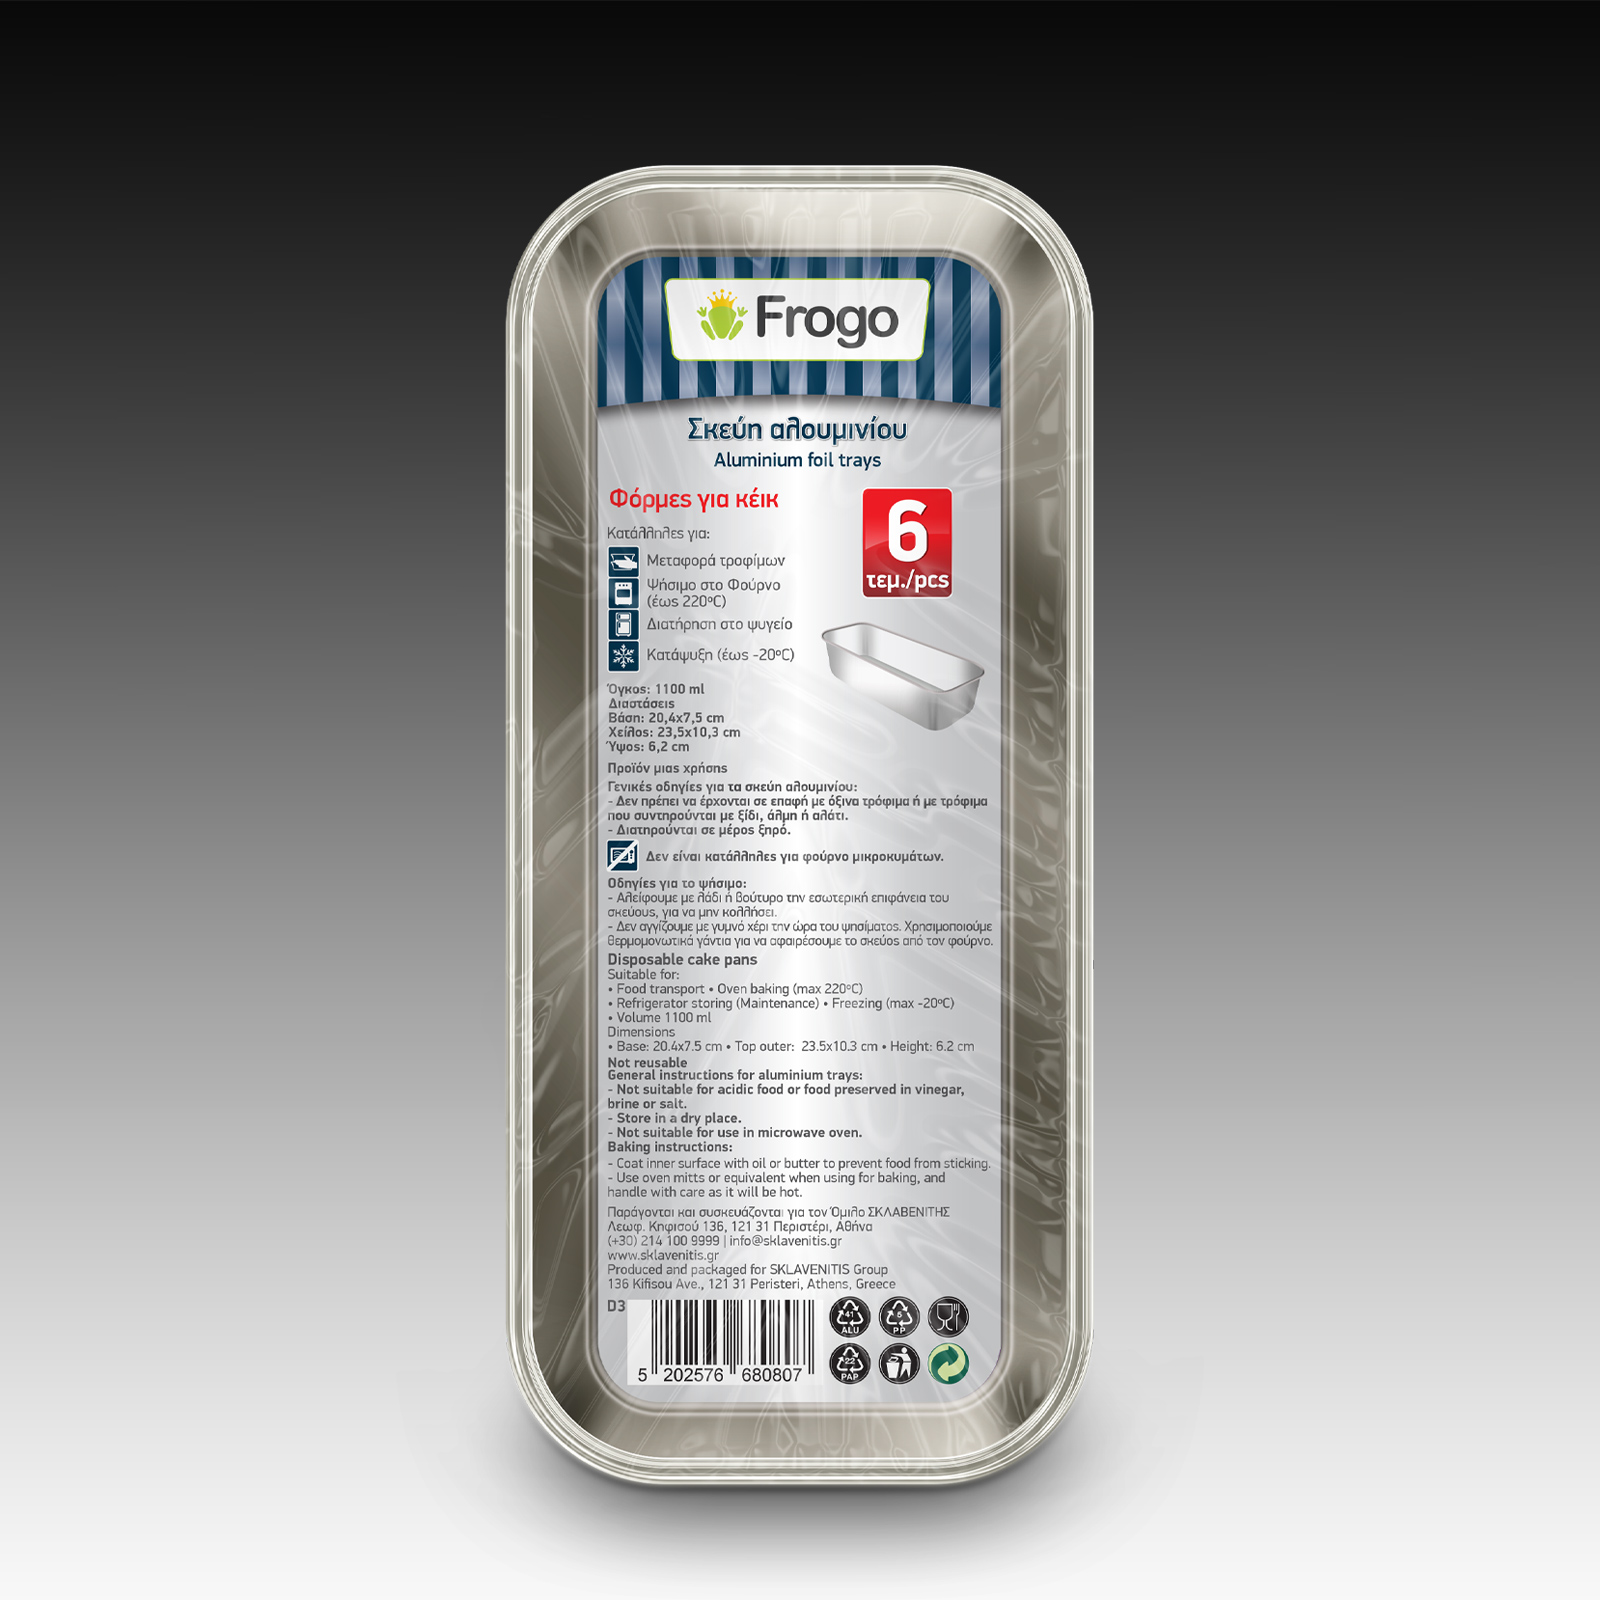 Frogo
Σκεύη αλουμινίου
Aluminium foil trays
Φόρμες για κέικ
6
τεμ./pcs
Κατάλληλες για:
Μεταφορά τροφίμων
Ψήσιμο στο Φούρνο
(έως 220ºC)
Διατήρηση στο ψυγείο
Κατάψυξη (έως -20ºC)
Όγκος: 1100 ml
Διαστάσεις
Βάση: 20,4x7,5 cm
Χείλος: 23,5x10,3 cm
Ύψος: 6,2 cm
Προϊόν μιας χρήσης
Γενικές οδηγίες για τα σκεύη αλουμινίου:
- Δεν πρέπει να έρχονται σε επαφή με όξινα τρόφιμα ή με τρόφιμα
που συντηρούνται με ξίδι, άλμη ή αλάτι.
- Διατηρούνται σε μέρος ξηρό.
Δεν είναι κατάλληλες για φούρνο μικροκυμάτων.
Οδηγίες για το ψήσιμο:
- Αλείφουμε με λάδι ή βούτυρο την εσωτερική επιφάνεια του
σκεύους, για να μην κολλήσει.
- Δεν αγγίζουμε με γυμνό χέρι την ώρα του ψησίματος. Χρησιμοποιούμε
θερμομονωτικά γάντια για να αφαιρέσουμε το σκεύος από τον φούρνο.
Disposable cake pans
Suitable for:
• Food transport • Oven baking (max 220ºC)
• Refrigerator storing (Maintenance) • Freezing (max -20ºC)
• Volume 1100 ml
Dimensions
• Base: 20.4x7.5 cm • Top outer: 23.5x10.3 cm • Height: 6.2 cm
Not reusable
General instructions for aluminium trays:
- Not suitable for acidic food or food preserved in vinegar,
brine or salt.
- Store in a dry place.
- Not suitable for use in microwave oven.
Baking instructions:
- Coat inner surface with oil or butter to prevent food from sticking.
- Use oven mitts or equivalent when using for baking, and
handle with care as it will be hot.
Παράγονται και συσκευάζονται για τον Όμιλο ΣΚΛΑΒΕΝΙΤΗΣ
Λεωφ. Κηφισού 136, 121 31 Περιστέρι, Αθήνα
(+30) 214 100 9999 | info@sklavenitis.gr
www.sklavenitis.gr
Produced and packaged for SKLAVENITIS Group
136 Kifisou Ave., 121 31 Peristeri, Athens, Greece
D3
5 202576 680807
41
ALU
5
PP
22
PAP